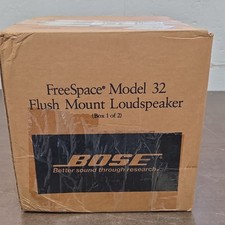 FreeSpace® Model 32
Flush Mount Loudspeaker
(Box 1 of 2)
BOSE
Better sound through research.